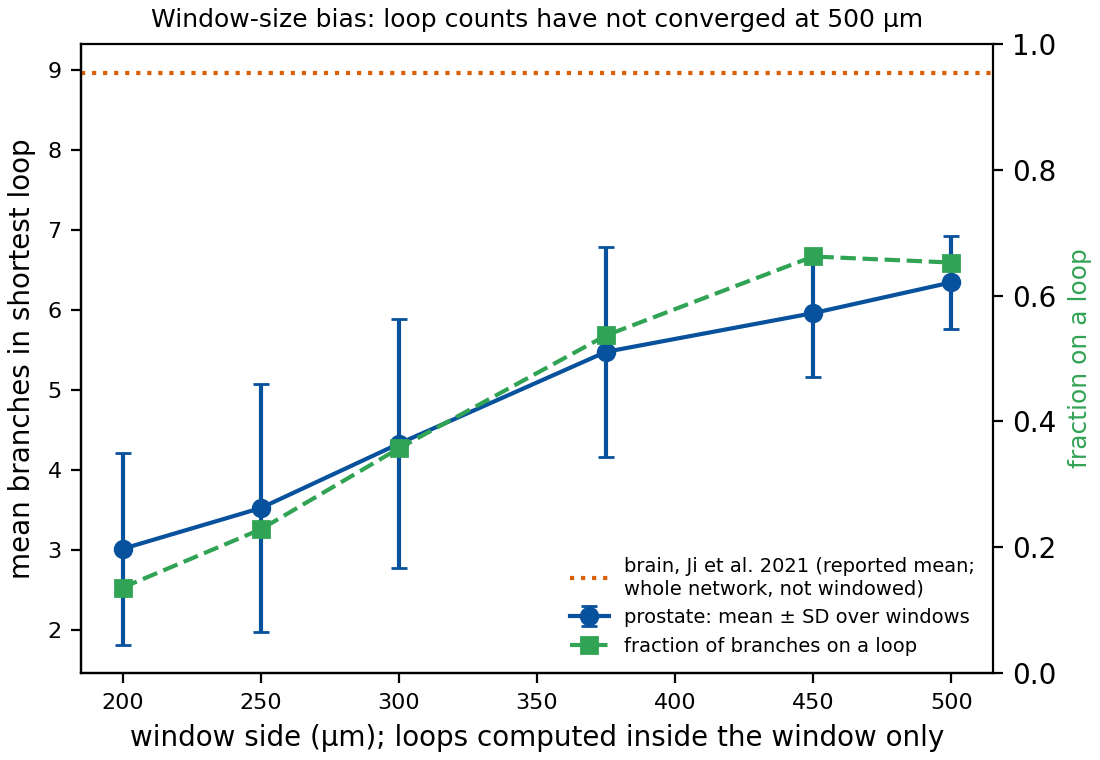 Window-size bias: loop counts have not converged at 500 µm
mean branches in shortest loop
9
8
7
6
5
4
3
2
1.0
0.8
0.6
0.4
0.2
0.0
fraction on a loop
brain, Ji et al. 2021 (reported mean;
whole network, not windowed)
prostate: mean ± SD over windows
fraction of branches on a loop
200 250 300 350 400 450 500
window side (µm); loops computed inside the window only